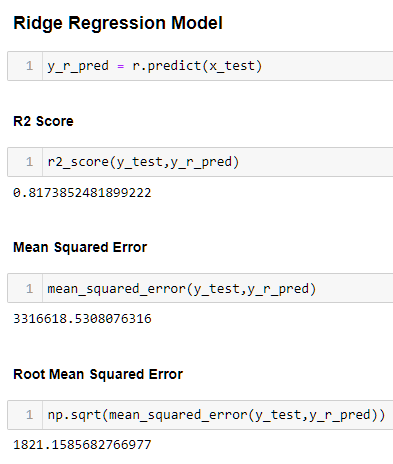 Ridge Regression Model
1 y_r_pred = r.predict(x_test)
R2 Score
1 r2_score(y_test,y_r_pred)
0.8173852481899222
Mean Squared Error
1 mean_squared_error(y_test,y_r_pred)
3316618.5308076316
Root Mean Squared Error
1 np.sqrt(mean_squared_error(y_test,y_r_pred))
1821.1585682766977